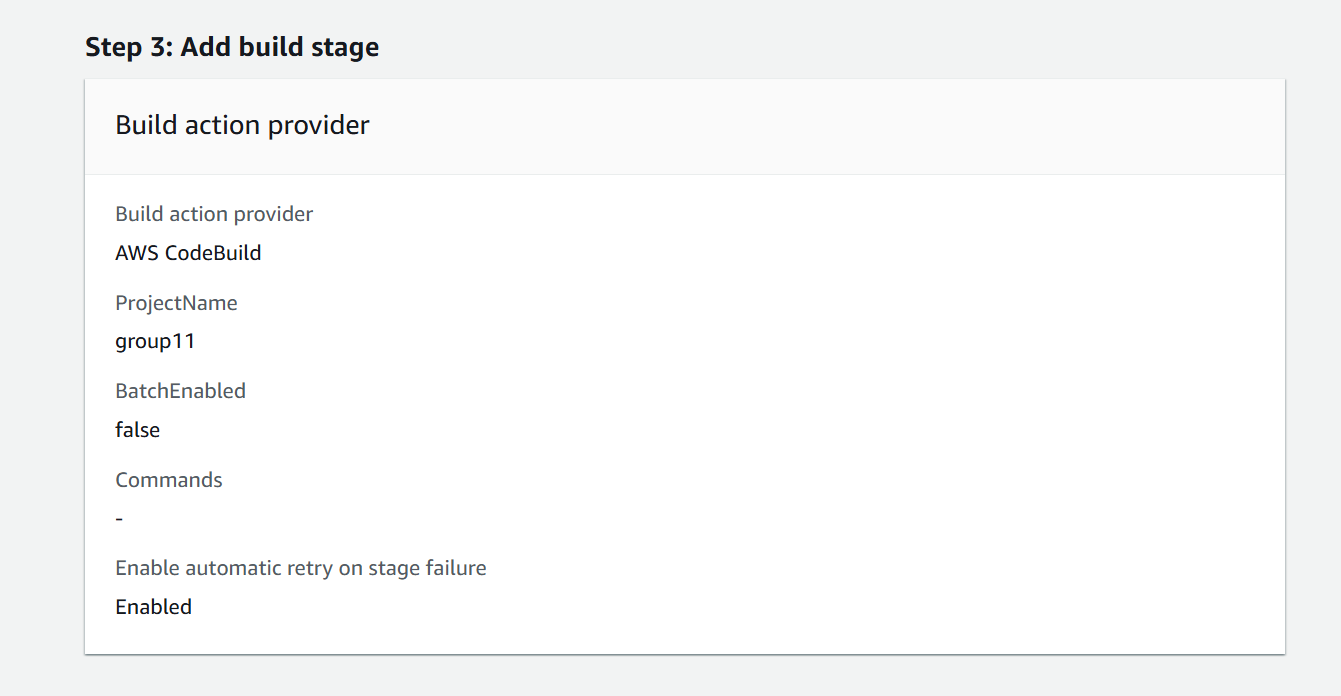 Step 3: Add build stage
Build action provider
Build action provider
AWS CodeBuild
ProjectName
group11
BatchEnabled
false
Commands
-
Enable automatic retry on stage failure
Enabled